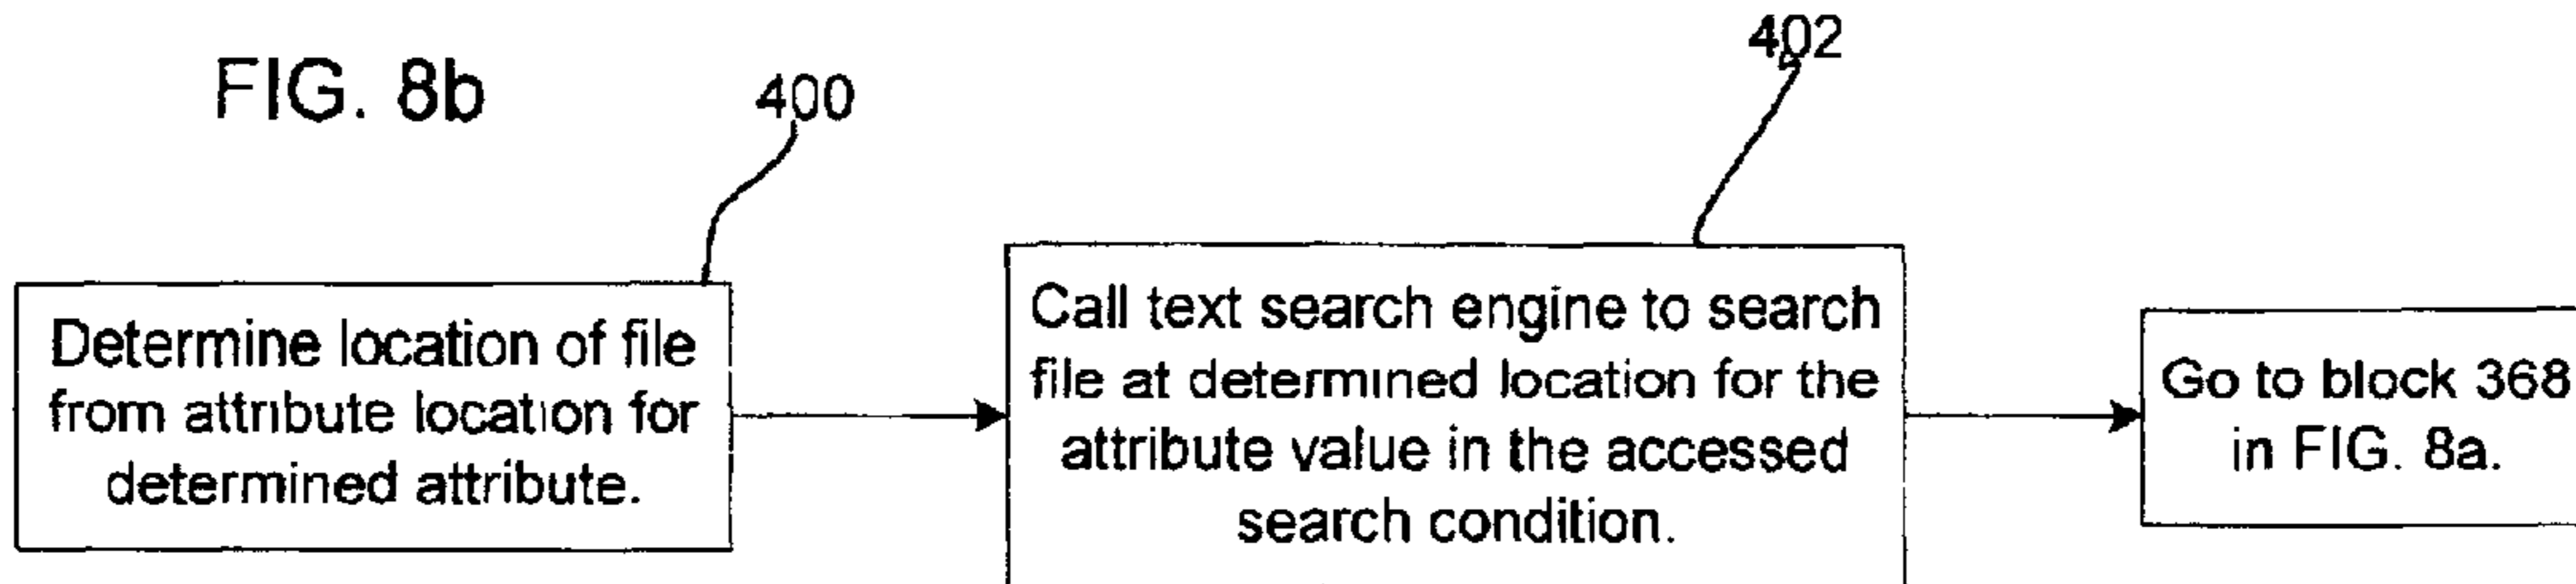 FIG. 8b
400
402
Determine location of file
from attribute location for
determined attribute.
Call text search engine to search
file at determined location for the
attribute value in the accessed
search condition.
Go to block 368
in FIG. 8a.